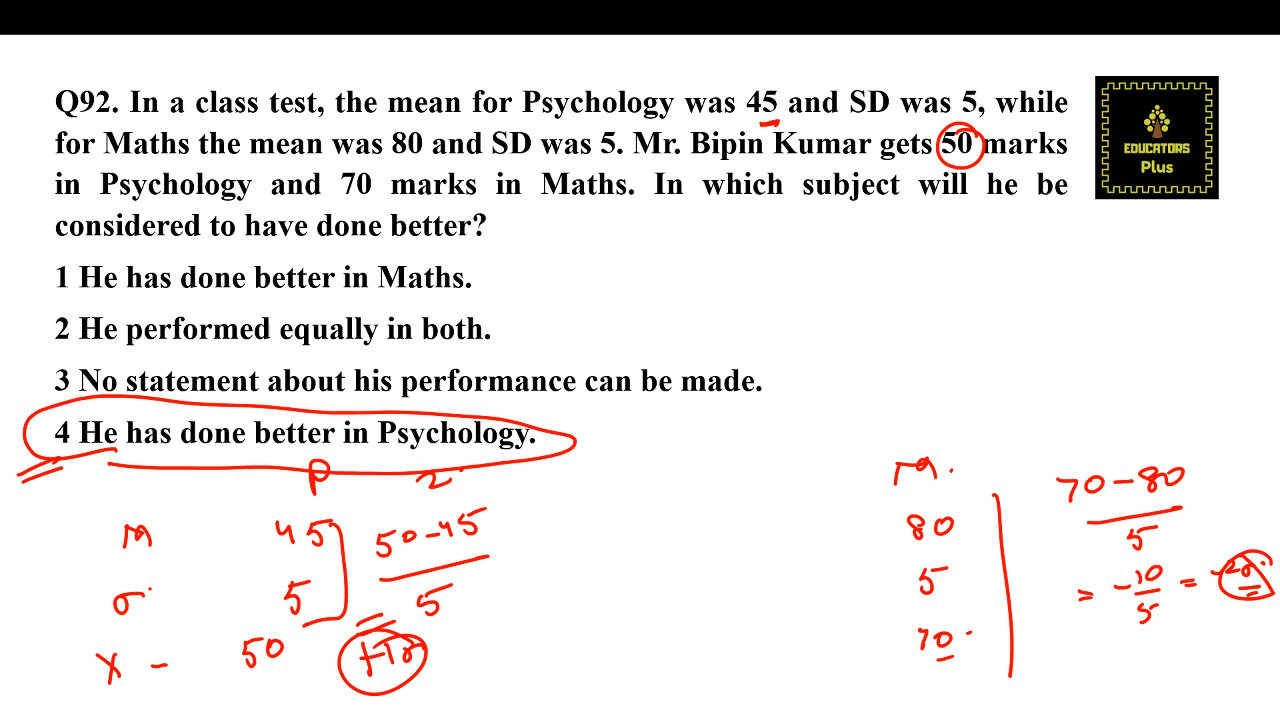 Q92. In a class test, the mean for Psychology was 45 and SD was 5, while
for Maths the mean was 80 and SD was 5. Mr. Bipin Kumar gets 50 marks
in Psychology and 70 marks in Maths. In which subject will he be
considered to have done better?
EDUCATORS
Plus
1 He has done better in Maths.
2 He performed equally in both.
3 No statement about his performance can be made.
4 He has done better in Psychology.
P z
M 45 50-45
σ 5 5
X - 50 +1σ
M. 70-80
80 5
5 = -10/5 = -2σ
70